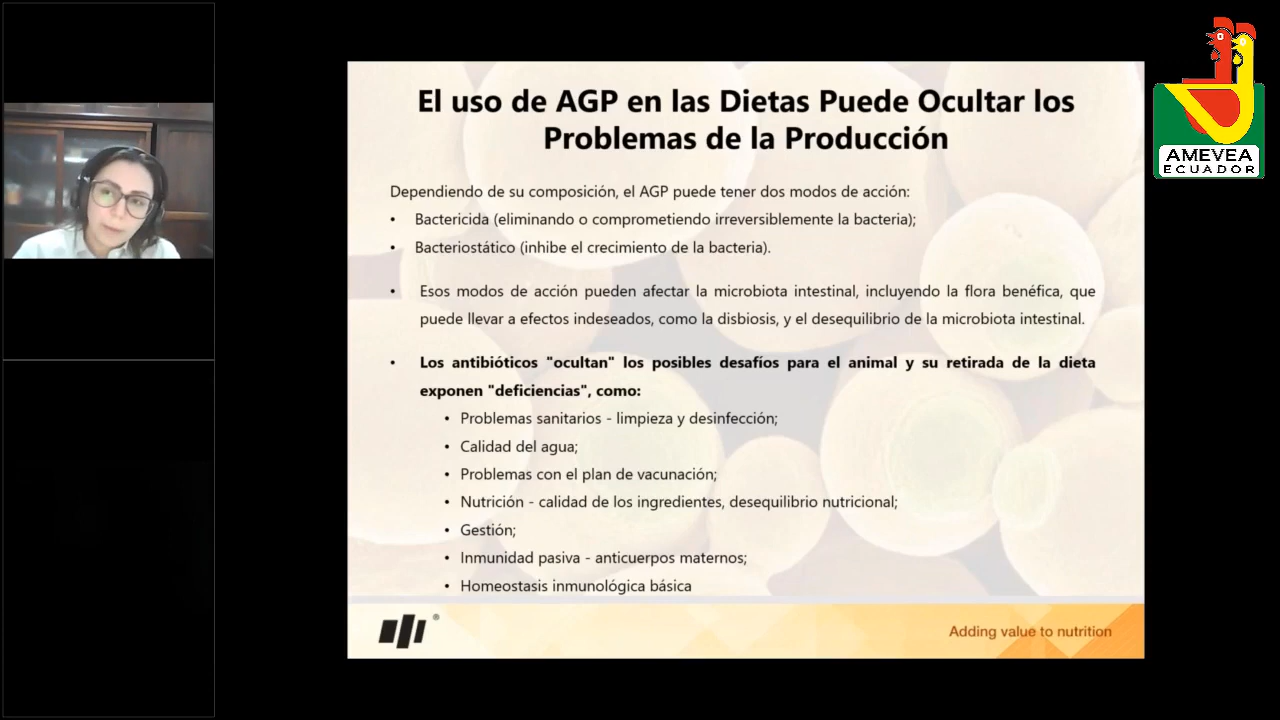 El uso de AGP en las Dietas Puede Ocultar los
Problemas de la Producción
Dependiendo de su composición, el AGP puede tener dos modos de acción:
• Bactericida (eliminando o comprometiendo irreversiblemente la bacteria);
• Bacteriostático (inhibe el crecimiento de la bacteria).
• Esos modos de acción pueden afectar la microbiota intestinal, incluyendo la flora benéfica, que
puede llevar a efectos indeseados, como la disbiosis, y el desequilibrio de la microbiota intestinal.
• Los antibióticos "ocultan" los posibles desafíos para el animal y su retirada de la dieta
exponen "deficiencias", como:
• Problemas sanitarios - limpieza y desinfección;
• Calidad del agua;
• Problemas con el plan de vacunación;
• Nutrición - calidad de los ingredientes, desequilibrio nutricional;
• Gestión;
• Inmunidad pasiva - anticuerpos maternos;
• Homeostasis inmunológica básica
®
Adding value to nutrition
AMEVEA
ECUADOR